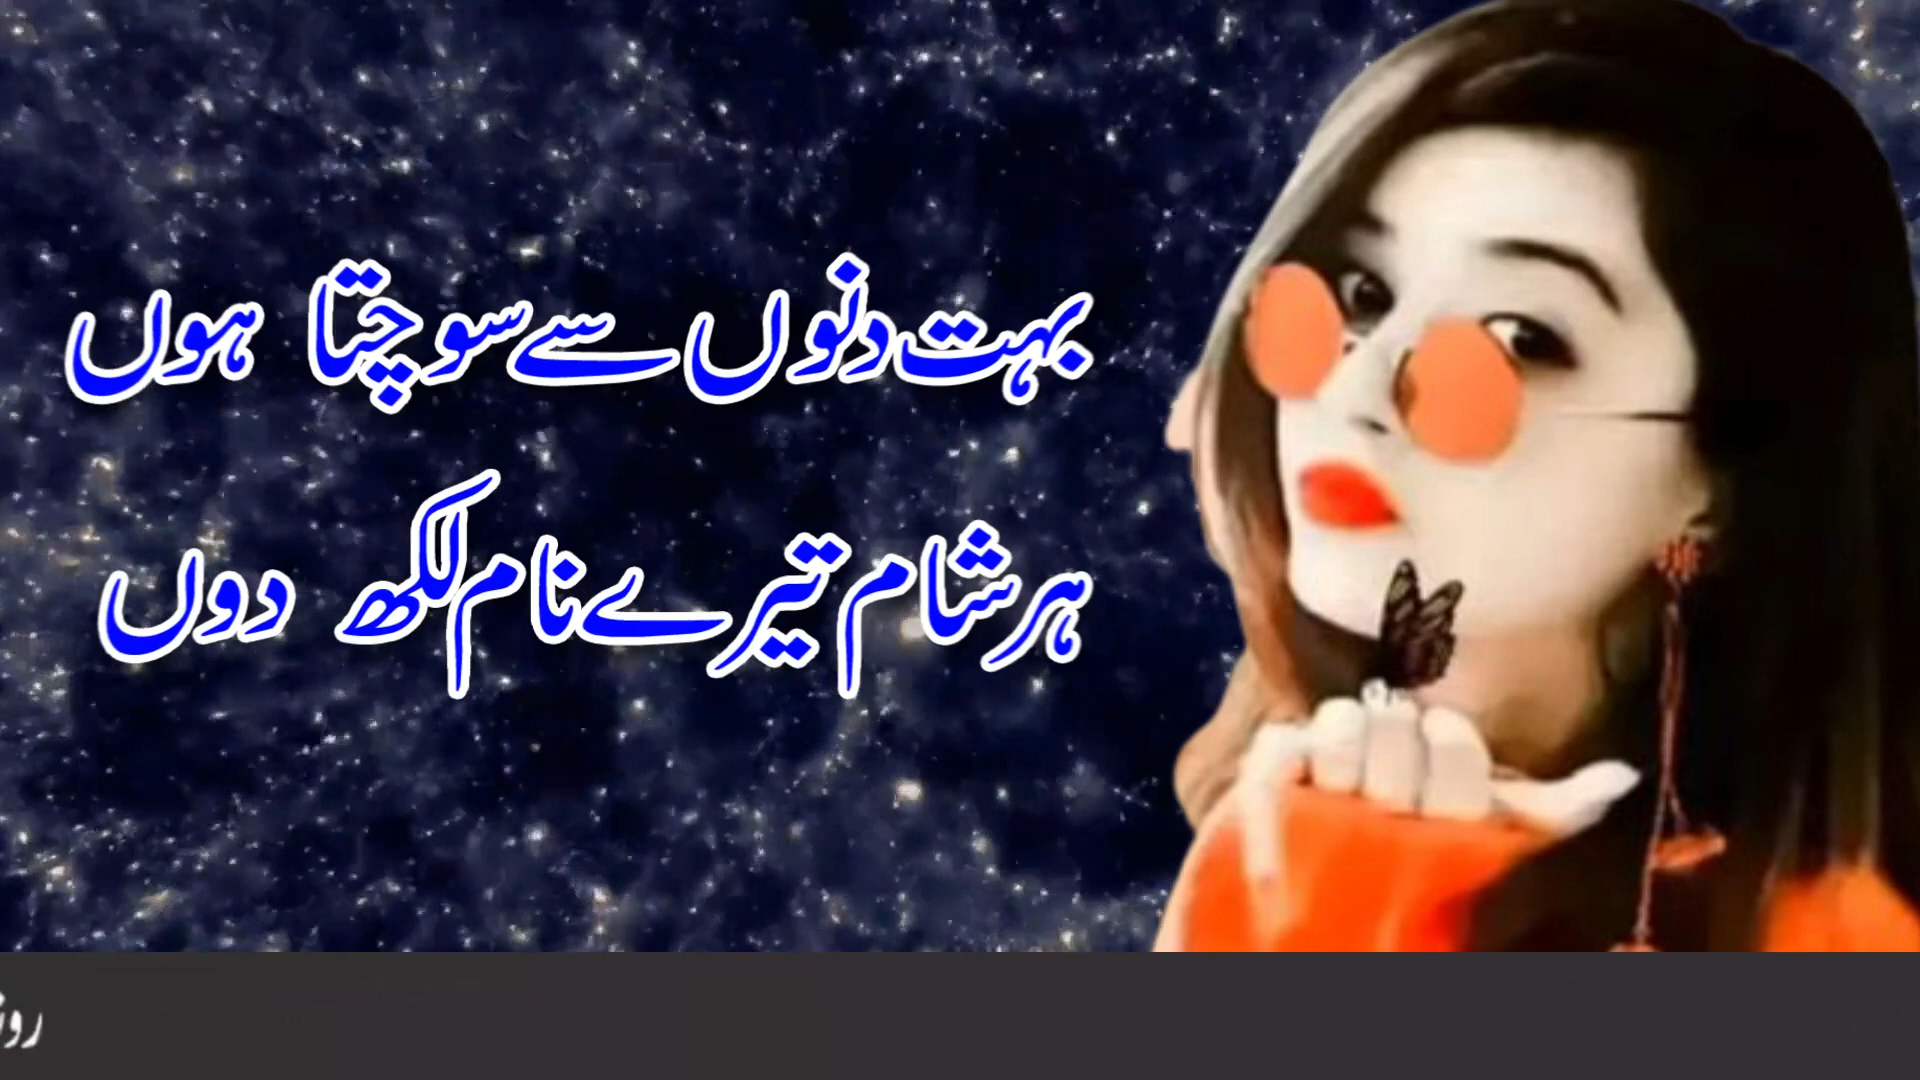 بہت دنوں سے سوچتا ہوں
ہر شام تیرے نام لکھ دوں